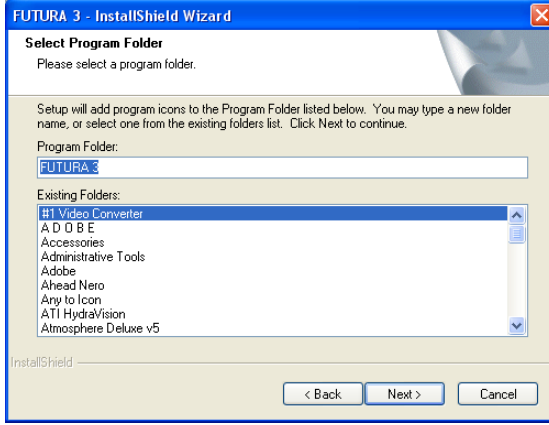 FUTURA 3 - InstallShield Wizard
Select Program Folder
Please select a program folder.
Setup will add program icons to the Program Folder listed below.  You may type a new folder
name, or select one from the existing folders list.  Click Next to continue.
Program Folder:
FUTURA 3
Existing Folders:
#1 Video Converter
A D O B E
Accessories
Administrative Tools
Adobe
Ahead Nero
Any to Icon
ATI HydraVision
Atmosphere Deluxe v5
InstallShield
< Back
Next >
Cancel